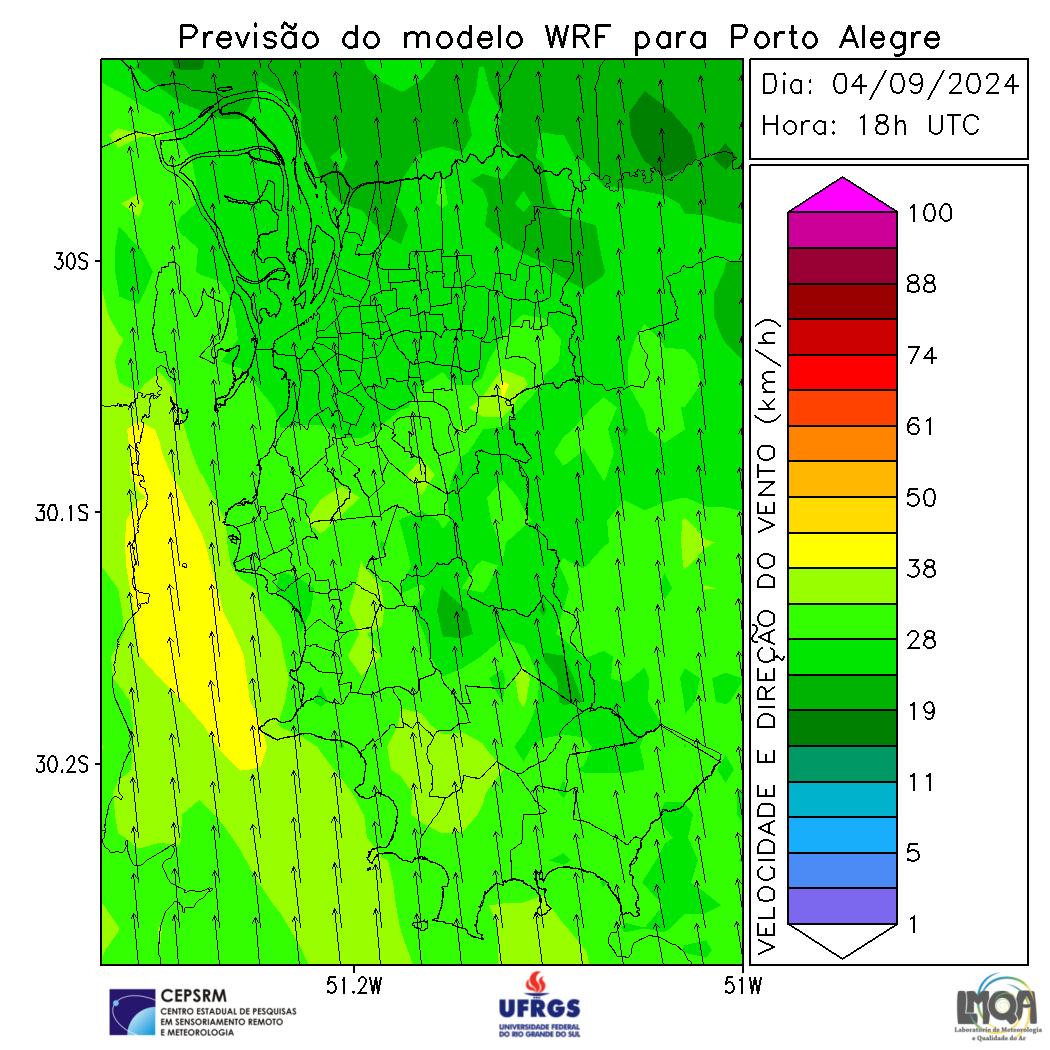 Previsão do modelo WRF para Porto Alegre
Dia: 04/09/2024
Hora: 18h UTC
30S
30.1S
30.2S
51.2W
51W
VELOCIDADE E DIREÇÃO DO VENTO (km/h)
100
88
74
61
50
38
28
19
11
5
1
CEPSRM
CENTRO ESTADUAL DE PESQUISAS
EM SENSORIAMENTO REMOTO
E METEOROLOGIA
UFRGS
UNIVERSIDADE FEDERAL
DO RIO GRANDE DO SUL
LMQA
Laboratório de Meteorologia
e Qualidade do Ar